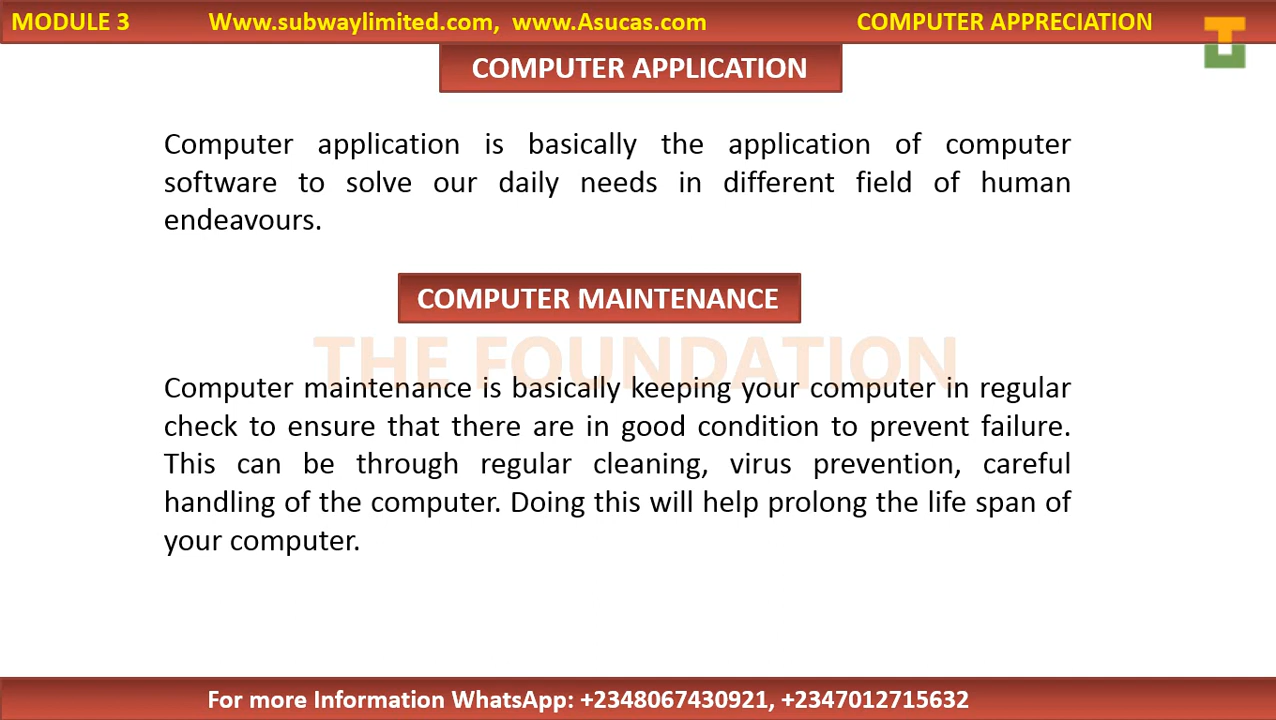 MODULE 3 Www.subwaylimited.com, www.Asucas.com COMPUTER APPRECIATION
COMPUTER APPLICATION
Computer application is basically the application of computer
software to solve our daily needs in different field of human
endeavours.
COMPUTER MAINTENANCE
THE FOUNDATION
Computer maintenance is basically keeping your computer in regular
check to ensure that there are in good condition to prevent failure.
This can be through regular cleaning, virus prevention, careful
handling of the computer. Doing this will help prolong the life span of
your computer.
For more Information WhatsApp: +2348067430921, +2347012715632